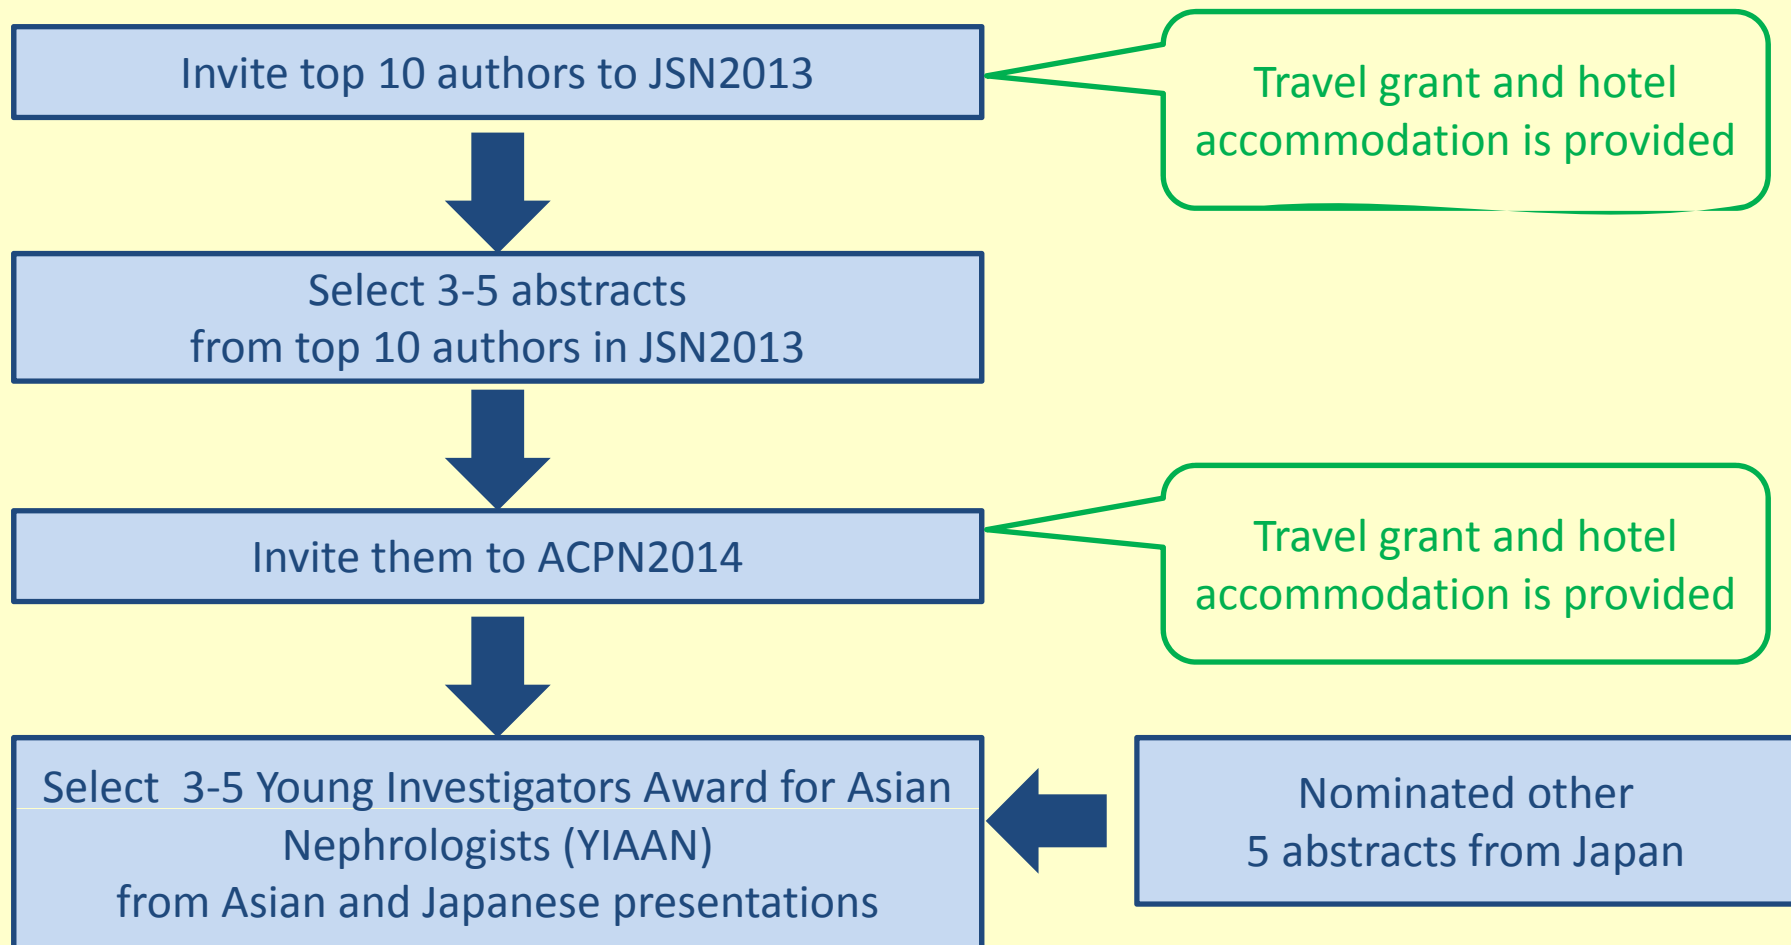 Invite top 10 authors to JSN2013
Travel grant and hotel
accommodation is provided
Select 3-5 abstracts
from top 10 authors in JSN2013
Invite them to ACPN2014
Travel grant and hotel
accommodation is provided
Select 3-5 Young Investigators Award for Asian
Nephrologists (YIAAN)
from Asian and Japanese presentations
Nominated other
5 abstracts from Japan